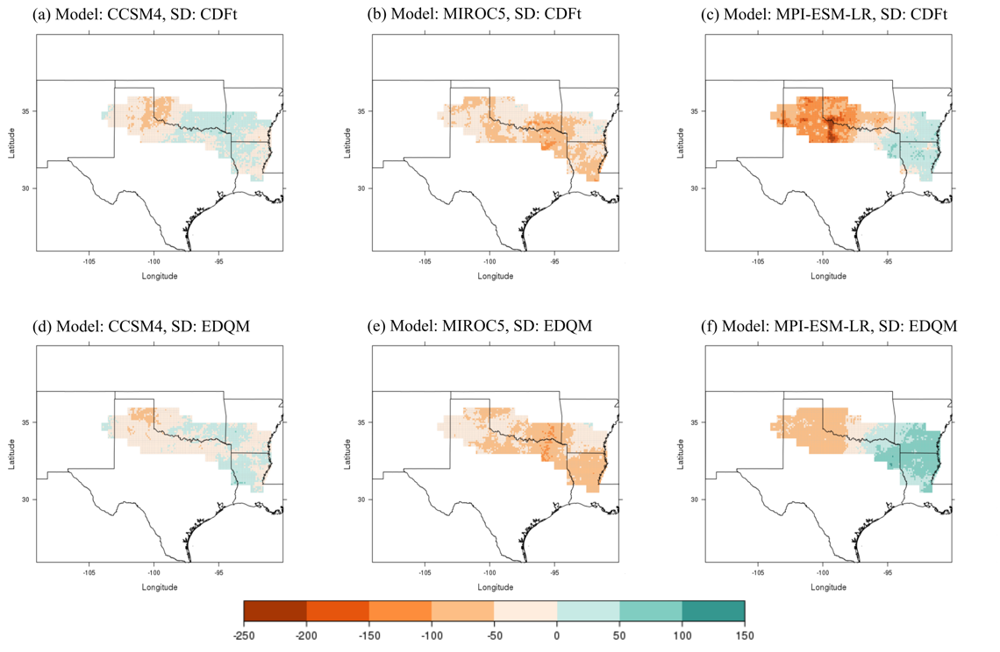 (a) Model: CCSM4, SD: CDFt
(b) Model: MIROC5, SD: CDFt
(c) Model: MPI-ESM-LR, SD: CDFt
35
30
Latitude
-105
-100
-95
Longitude
35
30
Latitude
-105
-100
-95
Longitude
35
30
Latitude
-105
-100
-95
Longitude
(d) Model: CCSM4, SD: EDQM
(e) Model: MIROC5, SD: EDQM
(f) Model: MPI-ESM-LR, SD: EDQM
35
30
Latitude
-105
-100
-95
Longitude
35
30
Latitude
-105
-100
-95
Longitude
35
30
Latitude
-105
-100
-95
Longitude
-250 -200 -150 -100 -50 0 50 100 150